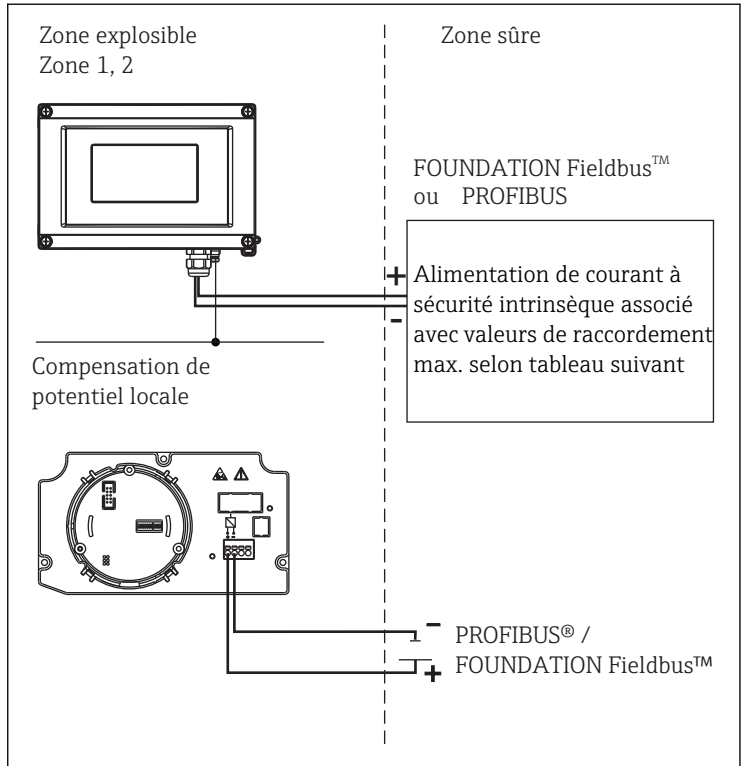 Zone explosible
Zone 1, 2
Zone sûre
FOUNDATION Fieldbus™
ou PROFIBUS
+
-
Alimentation de courant à
sécurité intrinsèque associé
avec valeurs de raccordement
max. selon tableau suivant
Compensation de
potentiel locale
-
PROFIBUS® /
FOUNDATION Fieldbus™
+